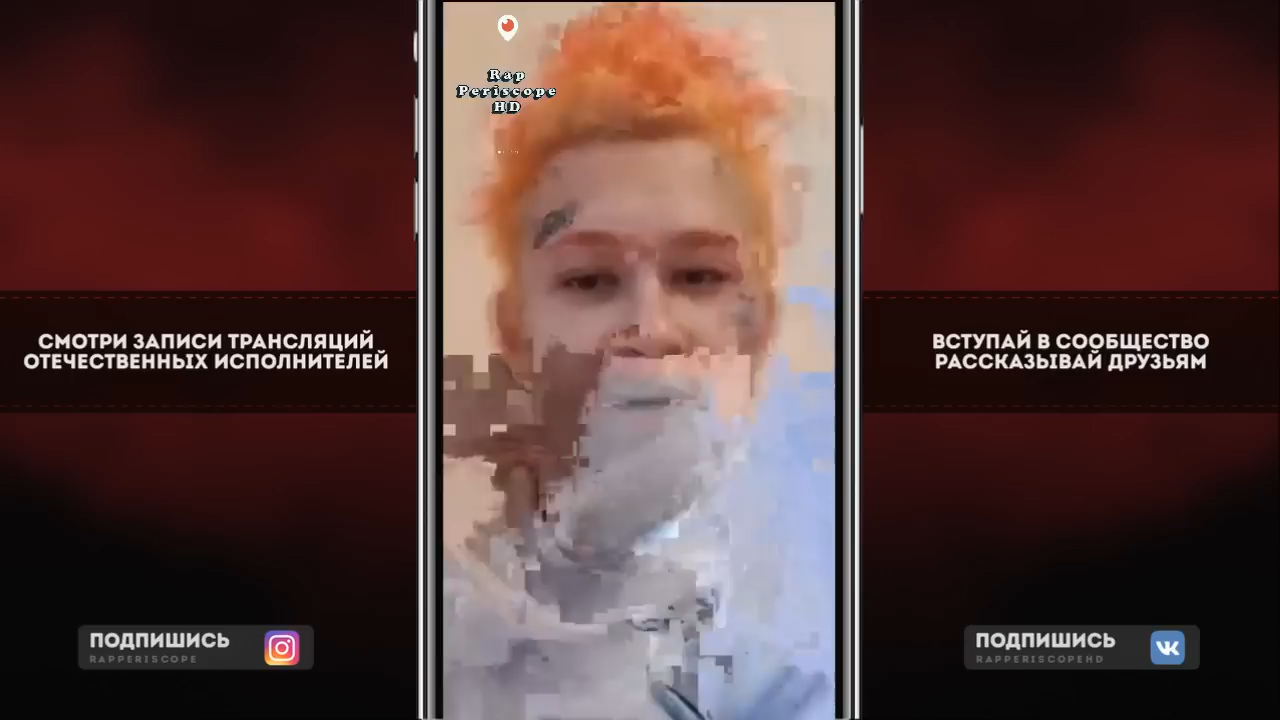 Rap
Periscope
HD
СМОТРИ ЗАПИСИ ТРАНСЛЯЦИЙ
ОТЕЧЕСТВЕННЫХ ИСПОЛНИТЕЛЕЙ
ВСТУПАЙ В СООБЩЕСТВО
РАССКАЗЫВАЙ ДРУЗЬЯМ
ПОДПИШИСЬ
RAPPERISCOPE
ПОДПИШИСЬ
RAPPERISCOPEHD